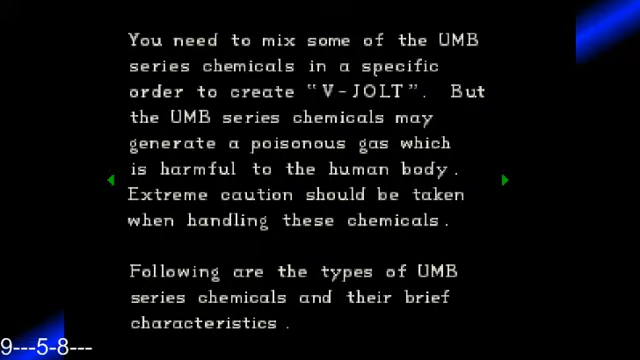 You need to mix some of the UMB
series chemicals in a specific
order to create "V-JOLT". But
the UMB series chemicals may
generate a poisonous gas which
is harmful to the human body.
Extreme caution should be taken
when handling these chemicals.
Following are the types of UMB
series chemicals and their brief
characteristics.
9---5-8---